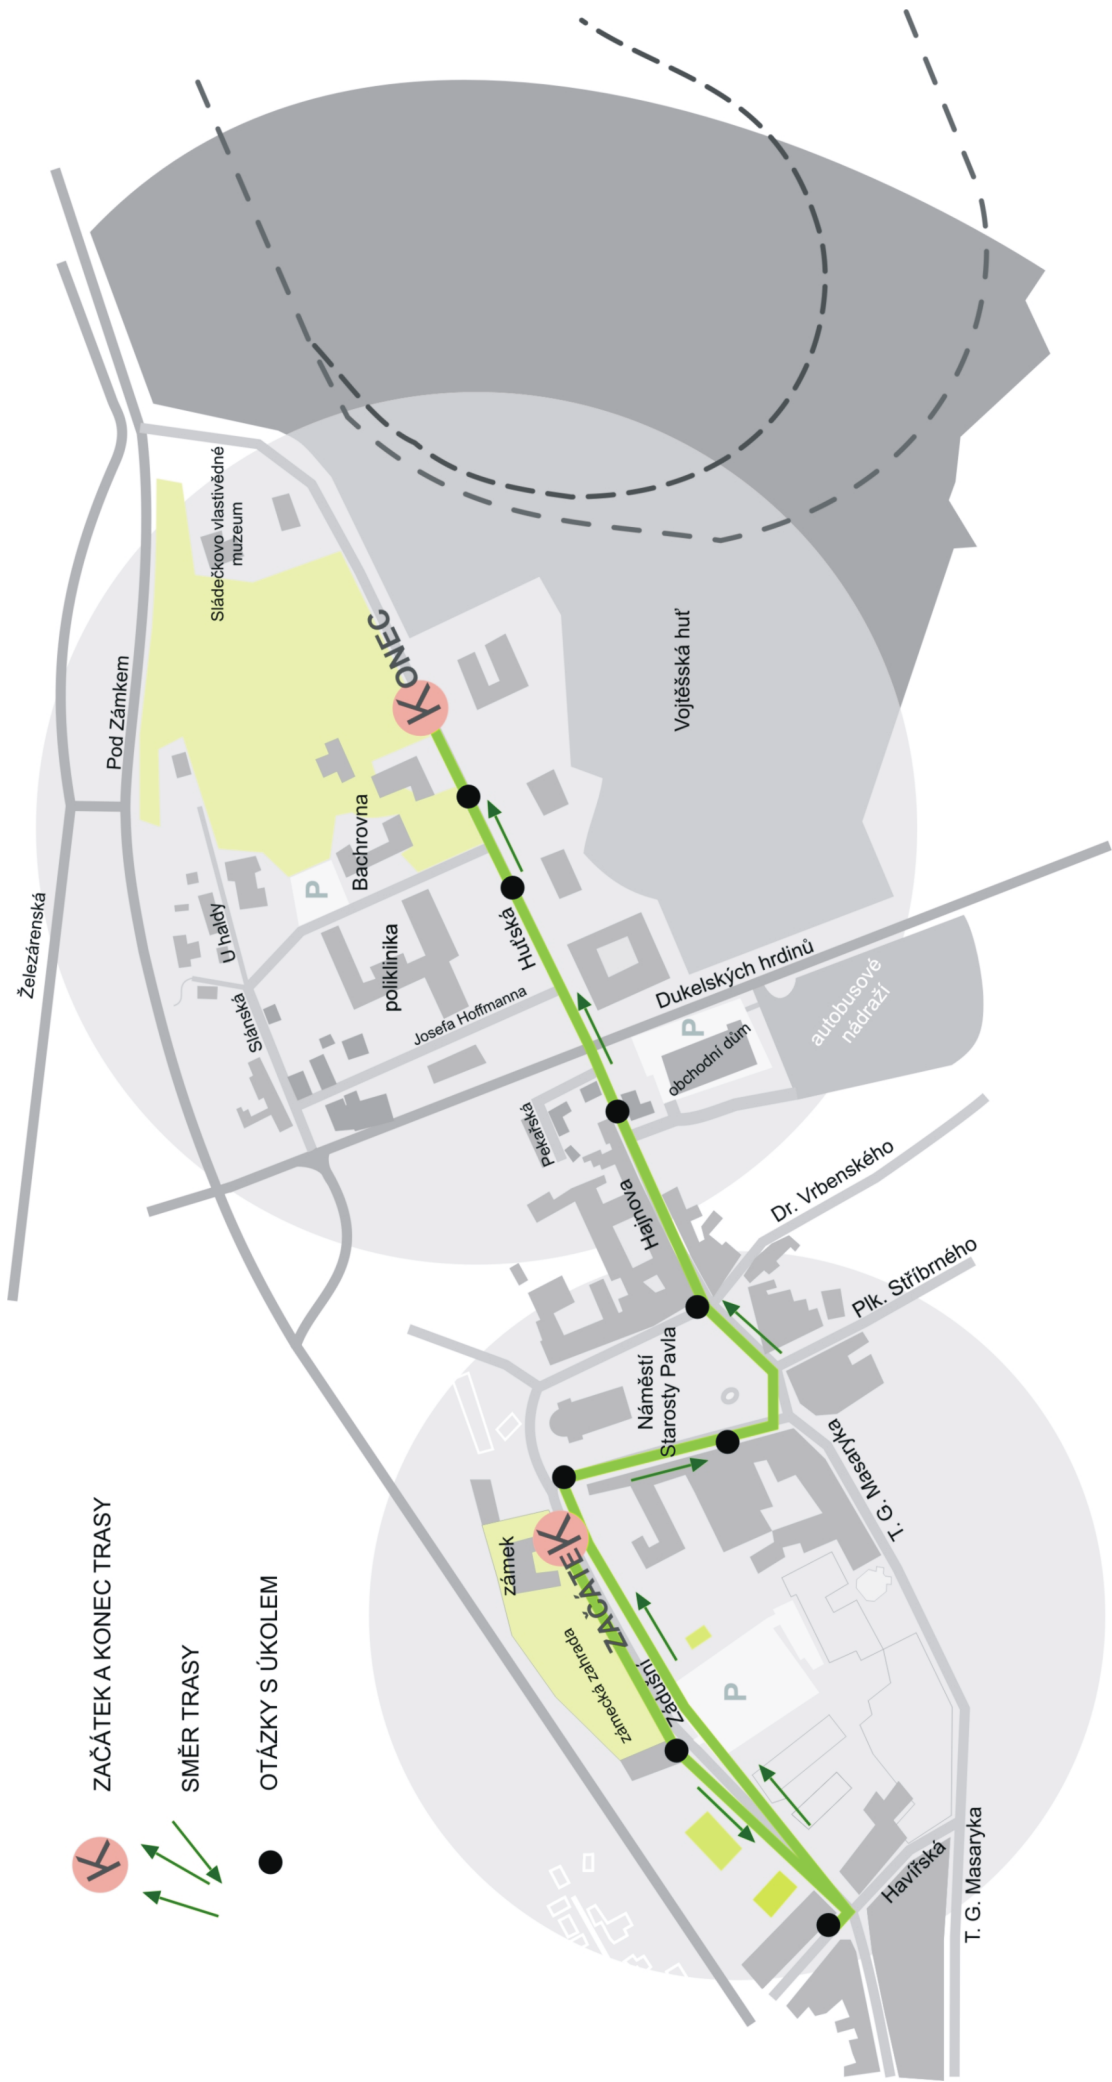 ZAČÁTEK A KONEC TRASY
SMĚR TRASY
OTÁZKY S ÚKOLEM
Železárenská
Pod Zámkem
Sládečkovo vlastivědné
muzeum
KONEC
U haldy
Slánská
P
Bachrovna
poliklinika
Josefa Hoffmanna
Huťská
Vojtěšská huť
Dukelských hrdinů
P
obchodní dům
autobusové
nádraží
Pekařská
Hajnova
Dr. Vrbenského
Plk. Stříbrného
Náměstí
Starosty Pavla
T. G. Masaryka
zámek
ZAČÁTEK
zámecká zahrada
Zádušní
P
Havířská
T. G. Masaryka